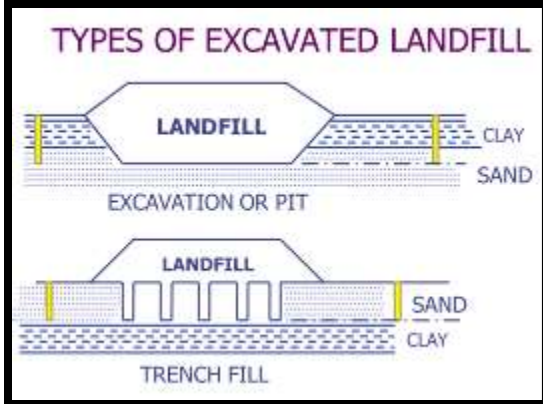 TYPES OF EXCAVATED LANDFILL
LANDFILL
CLAY
SAND
EXCAVATION OR PIT
LANDFILL
SAND
CLAY
TRENCH FILL